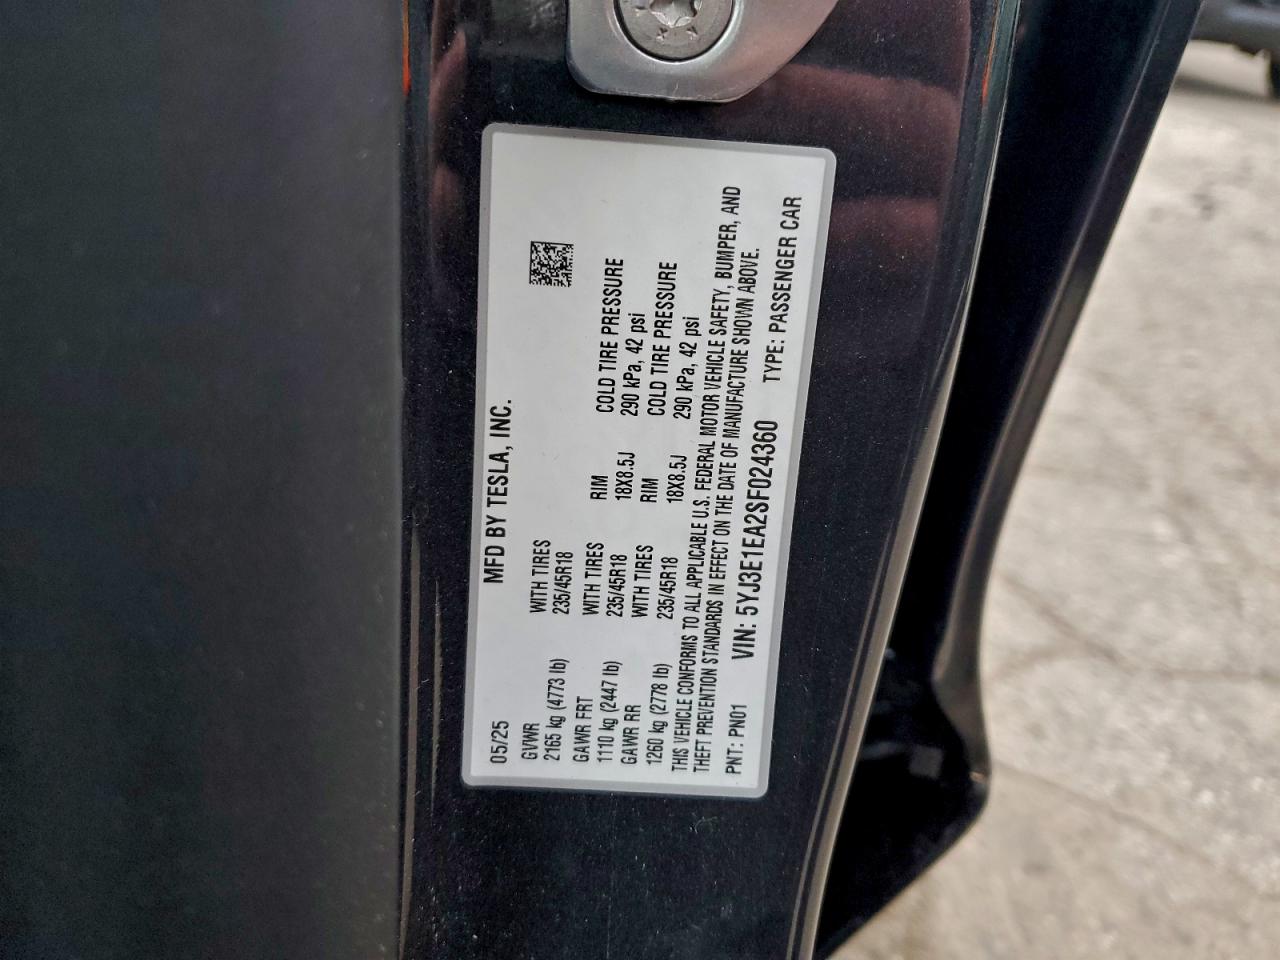 05/25 MFD BY TESLA, INC.
GVWR WITH TIRES
2165 kg (4773 lb) 235/45R18
GAWR FRT WITH TIRES RIM COLD TIRE PRESSURE
1110 kg (2447 lb) 235/45R18 18X8.5J 290 kPa, 42 psi
GAWR RR WITH TIRES RIM COLD TIRE PRESSURE
1260 kg (2778 lb) 235/45R18 18X8.5J 290 kPa, 42 psi
THIS VEHICLE CONFORMS TO ALL APPLICABLE U.S. FEDERAL MOTOR VEHICLE SAFETY, BUMPER, AND
THEFT PREVENTION STANDARDS IN EFFECT ON THE DATE OF MANUFACTURE SHOWN ABOVE.
PNT: PN01 VIN: 5YJ3E1EA2SF024360 TYPE: PASSENGER CAR